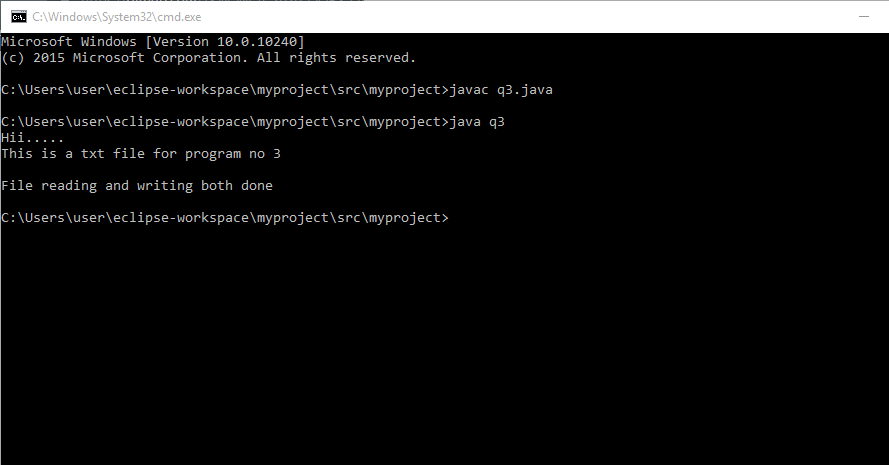 C:\Windows\System32\cmd.exe
Microsoft Windows [Version 10.0.10240]
(c) 2015 Microsoft Corporation. All rights reserved.
C:\Users\user\eclipse-workspace\myproject\src\myproject>javac q3.java
C:\Users\user\eclipse-workspace\myproject\src\myproject>java q3
Hii.....
This is a txt file for program no 3
File reading and writing both done
C:\Users\user\eclipse-workspace\myproject\src\myproject>